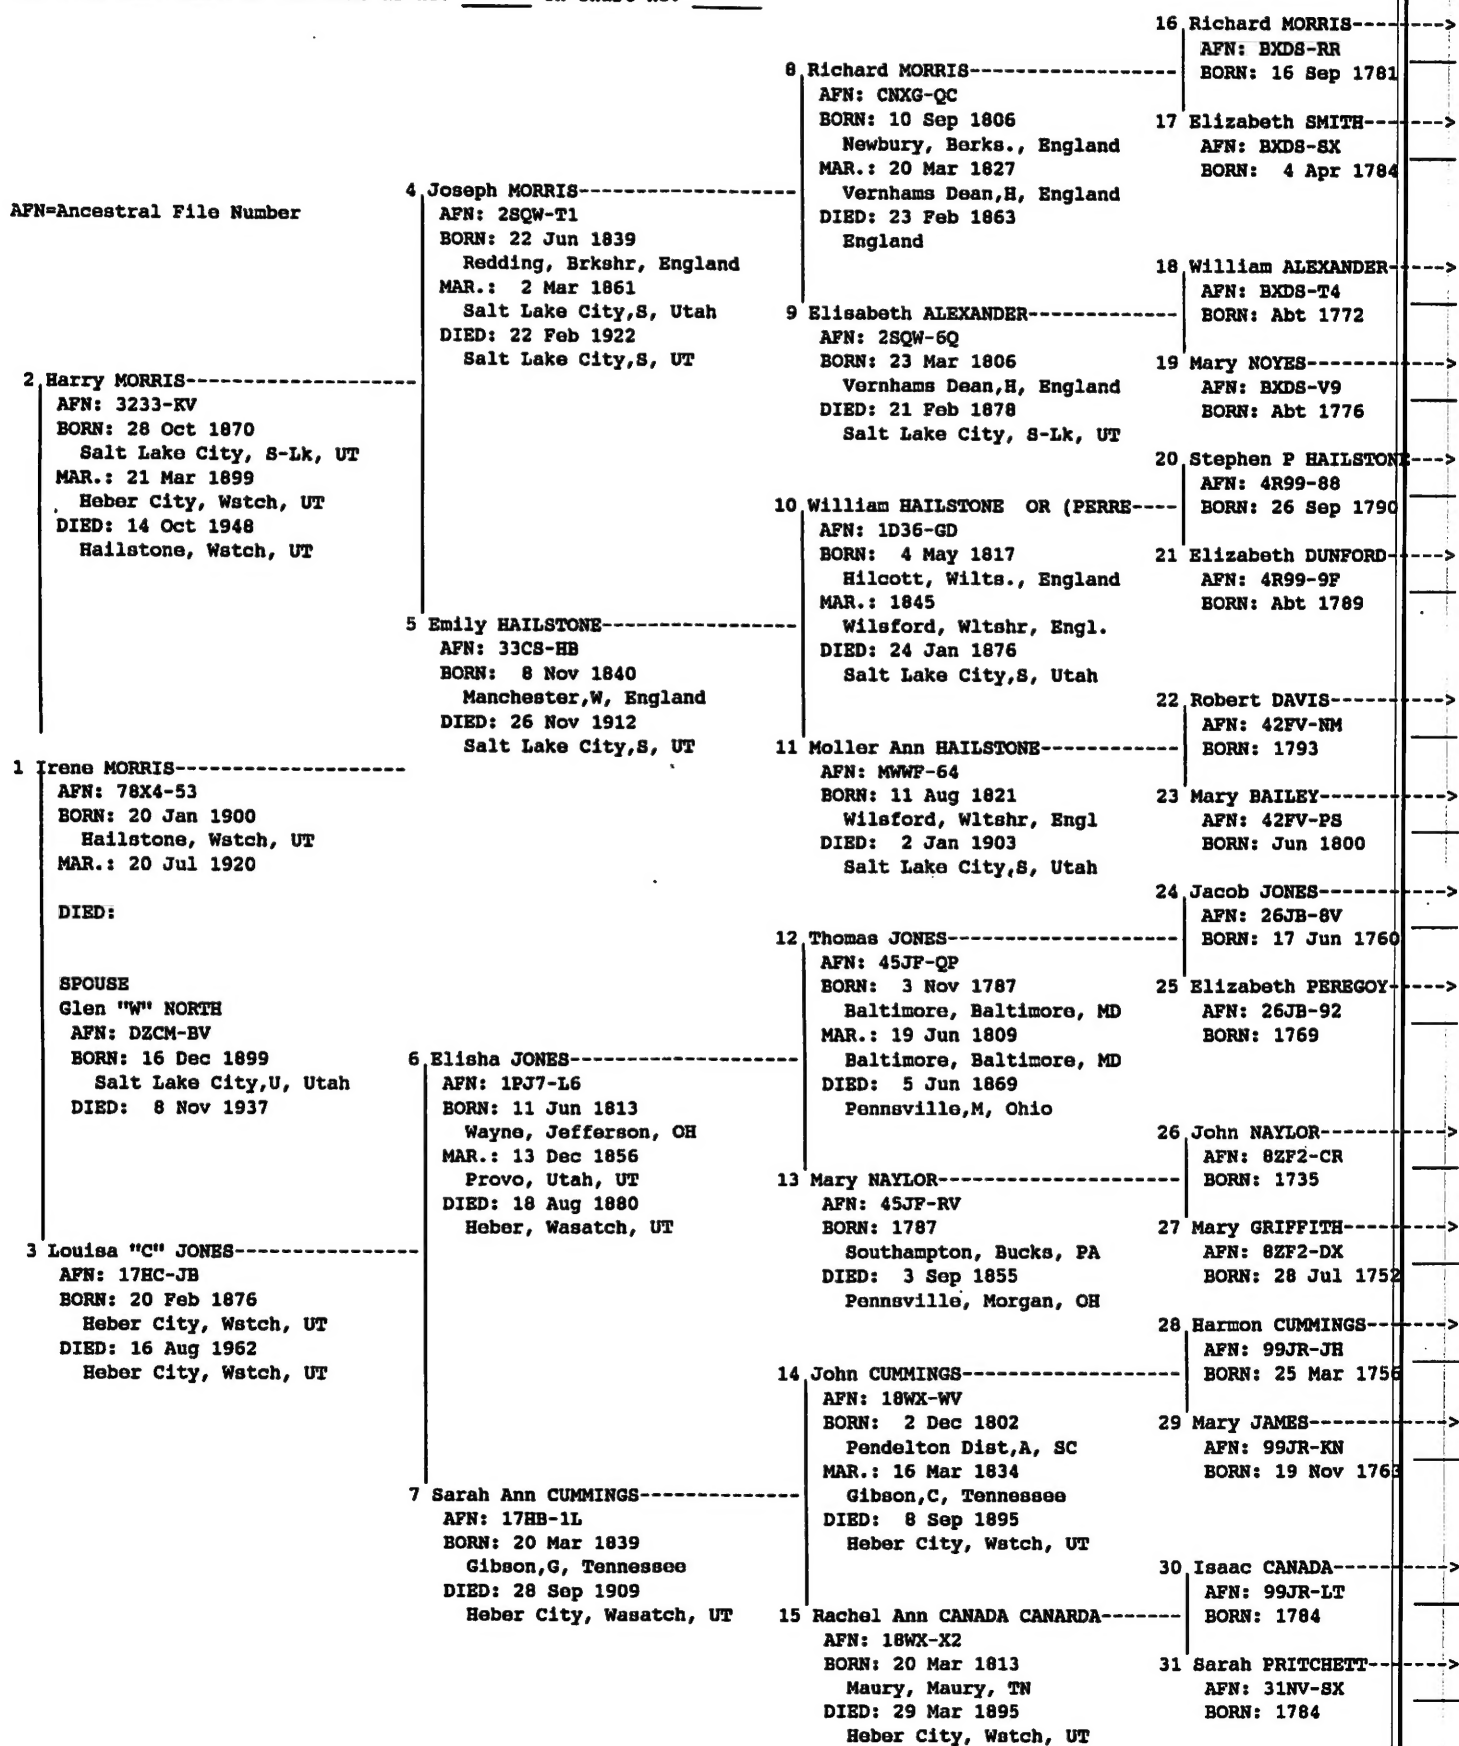 16 Richard MORRIS------->
AFN: BXDS-RR
BORN: 16 Sep 1781
8 Richard MORRIS-----------------
AFN: CNXG-QC
BORN: 10 Sep 1806
Newbury, Berks., England
MAR.: 20 Mar 1827
Vernhams Dean,H, England
DIED: 23 Feb 1863
England
17 Elizabeth SMITH------->
AFN: BXDS-SX
BORN: 4 Apr 1784
4 Joseph MORRIS------------------
AFN: 2SQW-T1
BORN: 22 Jun 1839
Redding, Brkshr, England
MAR.: 2 Mar 1861
Salt Lake City,S, Utah
DIED: 22 Feb 1922
Salt Lake City,S, UT
AFN=Ancestral File Number
18 William ALEXANDER----->
AFN: BXDS-T4
BORN: Abt 1772
9 Elisabeth ALEXANDER-------------
AFN: 2SQW-6Q
BORN: 23 Mar 1806
Vernhams Dean,H, England
DIED: 21 Feb 1878
Salt Lake City, S-Lk, UT
19 Mary NOYES----------->
AFN: BXDS-V9
BORN: Abt 1776
2 Harry MORRIS-------------------
AFN: 3233-KV
BORN: 28 Oct 1870
Salt Lake City, S-Lk, UT
MAR.: 21 Mar 1899
Heber City, Wstch, UT
DIED: 14 Oct 1948
Hailstone, Wstch, UT
20 Stephen P HAILSTONE--->
AFN: 4R99-88
BORN: 26 Sep 1790
10 William HAILSTONE OR (PERRE----
AFN: 1D36-GD
BORN: 4 May 1817
Hilcott, Wilts., England
MAR.: 1845
Wilsford, Wltshr, Engl.
DIED: 24 Jan 1876
Salt Lake City,S, Utah
21 Elizabeth DUNFORD----->
AFN: 4R99-9F
BORN: Abt 1789
5 Emily HAILSTONE----------------
AFN: 33CS-HB
BORN: 8 Nov 1840
Manchester,W, England
DIED: 26 Nov 1912
Salt Lake City,S, UT
22 Robert DAVIS---------->
AFN: 42FV-NM
BORN: 1793
11 Moller Ann HAILSTONE-----------
AFN: MWWF-64
BORN: 11 Aug 1821
Wilsford, Wltshr, Engl
DIED: 2 Jan 1903
Salt Lake City,S, Utah
23 Mary BAILEY----------->
AFN: 42FV-PS
BORN: Jun 1800
1 Irene MORRIS-------------------
AFN: 78X4-53
BORN: 20 Jan 1900
Hailstone, Wstch, UT
MAR.: 20 Jul 1920
DIED:
SPOUSE
Glen "W" NORTH
AFN: DZCM-BV
BORN: 16 Dec 1899
Salt Lake City,U, Utah
DIED: 8 Nov 1937
24 Jacob JONES----------->
AFN: 26JB-8V
BORN: 17 Jun 1760
12 Thomas JONES-------------------
AFN: 45JF-QP
BORN: 3 Nov 1787
Baltimore, Baltimore, MD
MAR.: 19 Jun 1809
Baltimore, Baltimore, MD
DIED: 5 Jun 1869
Pennsville,M, Ohio
25 Elizabeth PEREGOY----->
AFN: 26JB-92
BORN: 1769
6 Elisha JONES-------------------
AFN: 1PJ7-L6
BORN: 11 Jun 1813
Wayne, Jefferson, OH
MAR.: 13 Dec 1856
Provo, Utah, UT
DIED: 18 Aug 1880
Heber, Wasatch, UT
26 John NAYLOR----------->
AFN: 8ZF2-CR
BORN: 1735
13 Mary NAYLOR--------------------
AFN: 45JF-RV
BORN: 1787
Southampton, Bucks, PA
DIED: 3 Sep 1855
Pennsville, Morgan, OH
27 Mary GRIFFITH--------->
AFN: 8ZF2-DX
BORN: 28 Jul 1752
3 Louisa "C" JONES---------------
AFN: 17HC-JB
BORN: 20 Feb 1876
Heber City, Wstch, UT
DIED: 16 Aug 1962
Heber City, Wstch, UT
28 Harmon CUMMINGS------->
AFN: 99JR-JH
BORN: 25 Mar 1756
14 John CUMMINGS------------------
AFN: 18WX-WV
BORN: 2 Dec 1802
Pendelton Dist,A, SC
MAR.: 16 Mar 1834
Gibson,C, Tennessee
DIED: 8 Sep 1895
Heber City, Wstch, UT
29 Mary JAMES------------>
AFN: 99JR-KN
BORN: 19 Nov 1763
7 Sarah Ann CUMMINGS-------------
AFN: 17HB-1L
BORN: 20 Mar 1839
Gibson,G, Tennessee
DIED: 28 Sep 1909
Heber City, Wasatch, UT
30 Isaac CANADA---------->
AFN: 99JR-LT
BORN: 1784
15 Rachel Ann CANADA CANARDA------
AFN: 18WX-X2
BORN: 20 Mar 1813
Maury, Maury, TN
DIED: 29 Mar 1895
Heber City, Wstch, UT
31 Sarah PRITCHETT------->
AFN: 31NV-SX
BORN: 1784